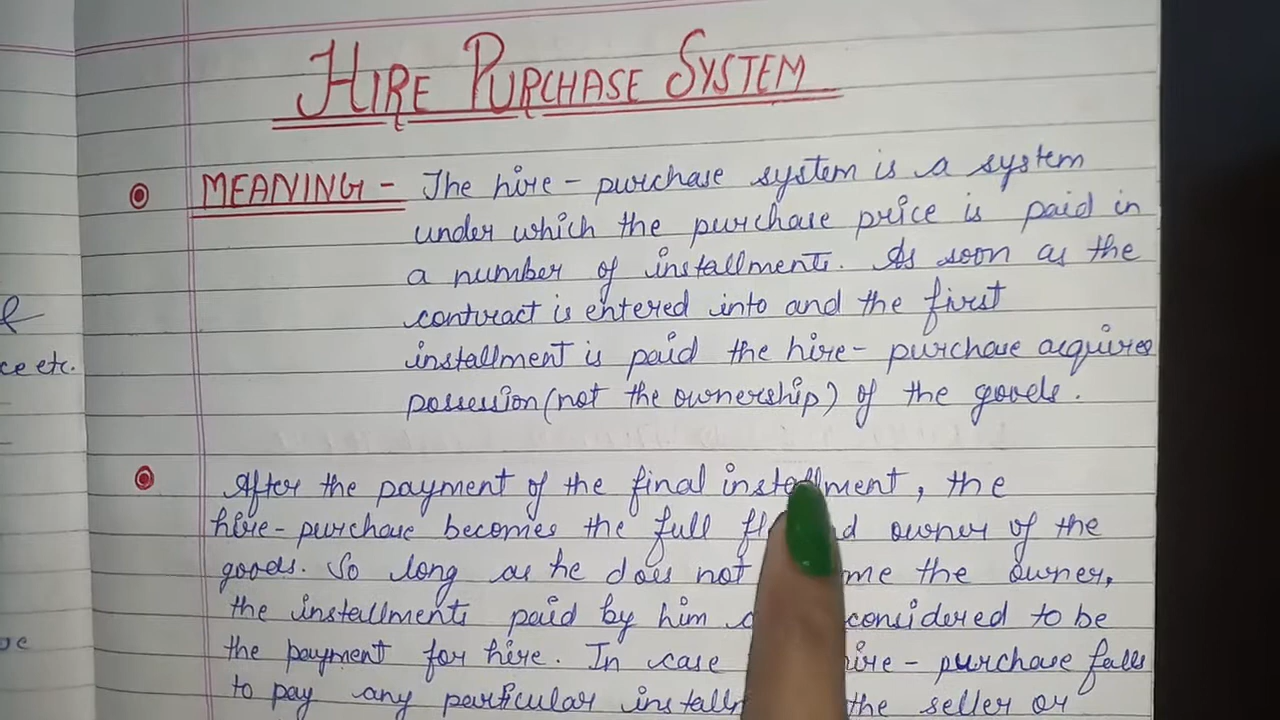 HIRE PURCHASE SYSTEM
MEANING - The hire - purchase system is a system
under which the purchase price is paid in
a number of installments. As soon as the
contract is entered into and the first
installment is paid the hire - purchase acquires
possession (not the ownership) of the goods.
After the payment of the final installment, the
hire - purchase becomes the full owner of the
goods. So long as he does not the owner,
the installments paid by him considered to be
the payment for hire. In case hire - purchase fails
to pay any particular the seller or
ce etc.